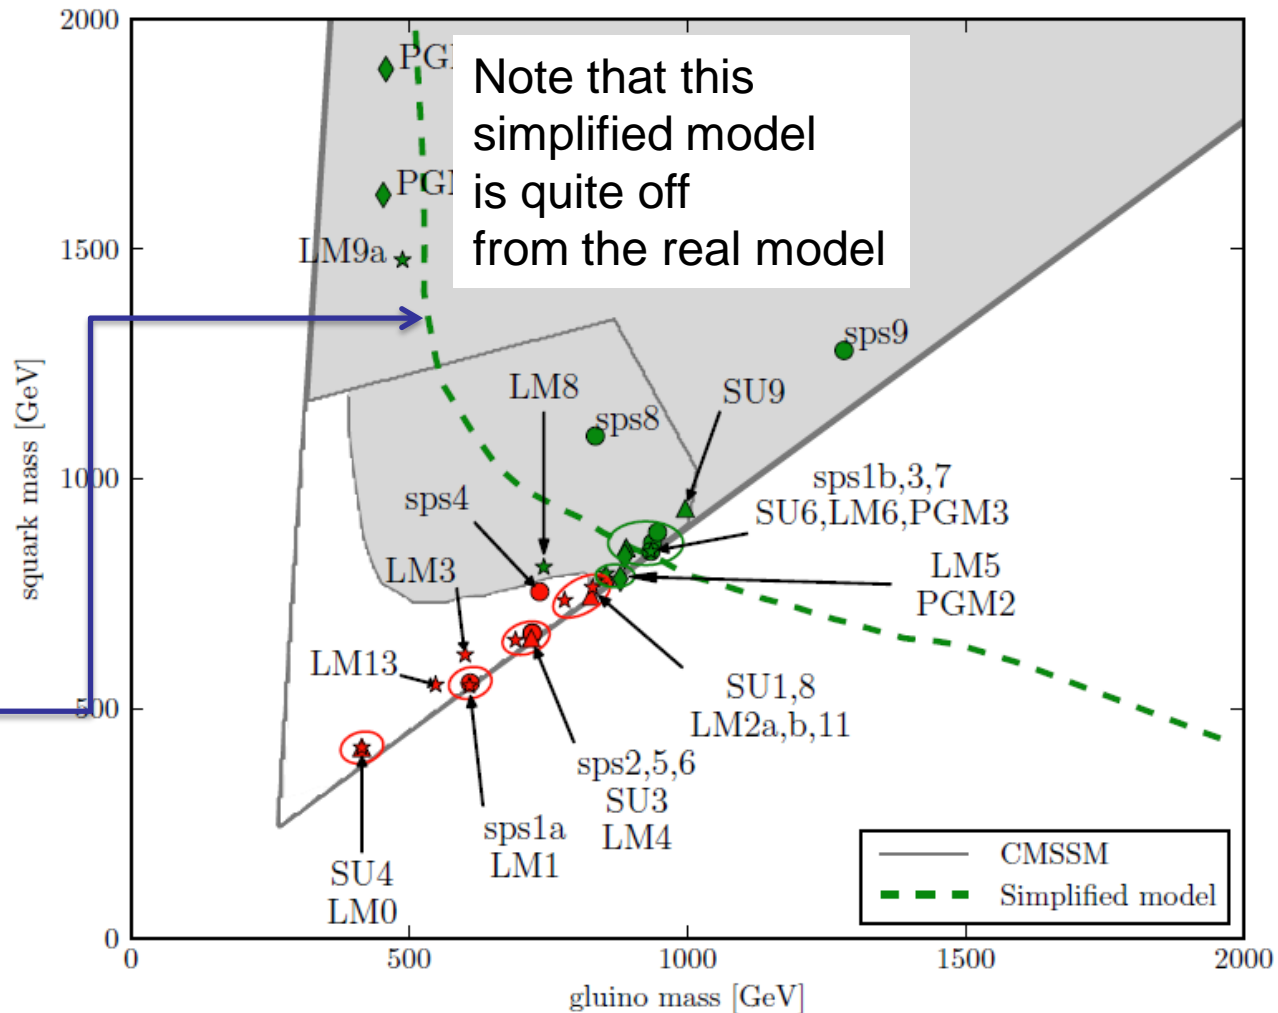 2000
1500
1000
500
0
squark mass [GeV]
Note that this
simplified model
is quite off
from the real model
LM9a
sps9
LM8
SU9
sps8
sps4
sps1b,3,7
SU6,LM6,PGM3
LM3
LM5
PGM2
LM13
SU1,8
LM2a,b,11
sps2,5,6
SU3
LM4
sps1a
LM1
SU4
LM0
CMSSM
Simplified model
0 500 1000 1500 2000
gluino mass [GeV]